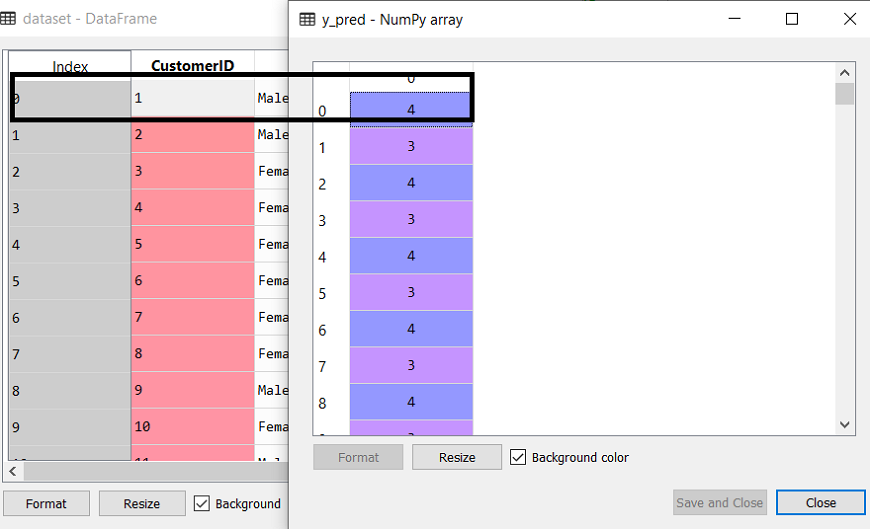 dataset - DataFrame
Index CustomerID
0 1 Male
1 2 Male
2 3 Fema
3 4 Fema
4 5 Fema
5 6 Fema
6 7 Fema
7 8 Fema
8 9 Male
9 10 Fema
Format Resize Background
y_pred - NumPy array
0
0 4
1 3
2 4
3 3
4 4
5 3
6 4
7 3
8 4
Format Resize Background color
Save and Close Close